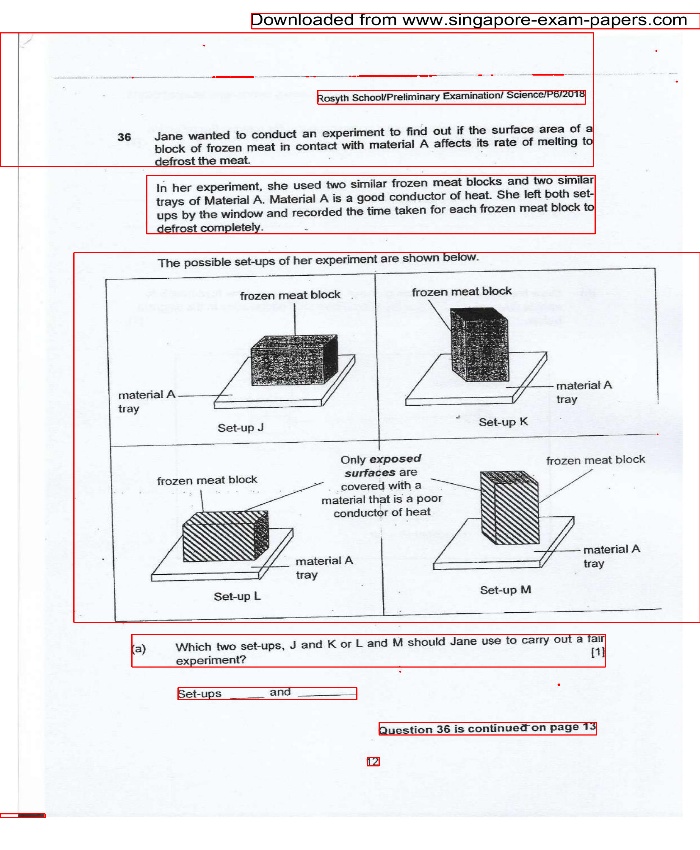 Downloaded from www.singapore-exam-papers.com
Rosyth School/Preliminary Examination/ Science/P6/2018
36 Jane wanted to conduct an experiment to find out if the surface area of a
block of frozen meat in contact with material A affects its rate of melting to
defrost the meat.
In her experiment, she used two similar frozen meat blocks and two similar
trays of Material A. Material A is a good conductor of heat. She left both set-
ups by the window and recorded the time taken for each frozen meat block to
defrost completely.
The possible set-ups of her experiment are shown below.
frozen meat block
material A
tray
Set-up J
frozen meat block
material A
tray
Set-up K
frozen meat block
Only exposed
surfaces are
covered with a
material that is a poor
conductor of heat
material A
tray
Set-up L
frozen meat block
material A
tray
Set-up M
(a) Which two set-ups, J and K or L and M should Jane use to carry out a fair
experiment? [1]
Set-ups _____ and ________
Question 36 is continued on page 13
12